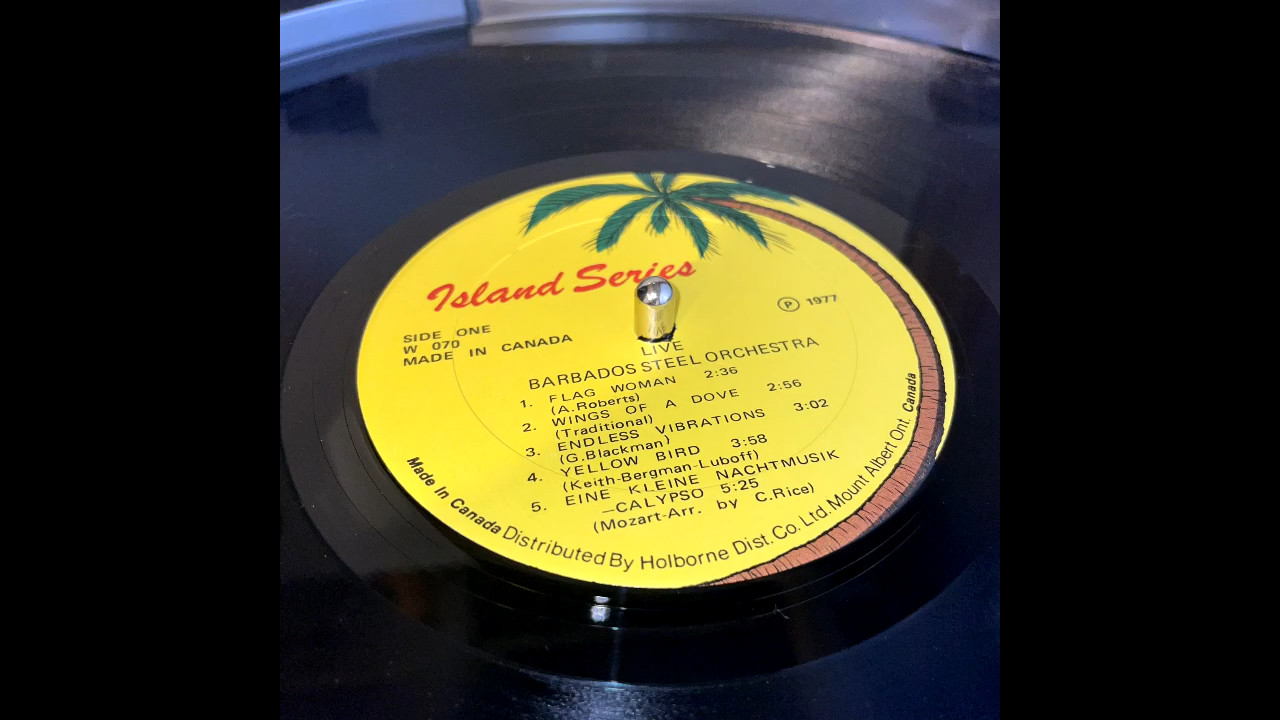 Island Series
SIDE ONE
W 070
MADE IN CANADA
Ⓟ 1977
LIVE
BARBADOS STEEL ORCHESTRA
1. FLAG WOMAN 2:36
(A.Roberts)
2. WINGS OF A DOVE 2:56
(Traditional)
3. ENDLESS VIBRATIONS 3:02
(G.Blackman)
4. YELLOW BIRD 3:58
(Keith-Bergman-Luboff)
5. EINE KLEINE NACHTMUSIK
—CALYPSO 5:25
(Mozart-Arr. by C.Rice)
Made In Canada Distributed By Holborne Dist. Co. Ltd. Mount Albert Ont. Canada